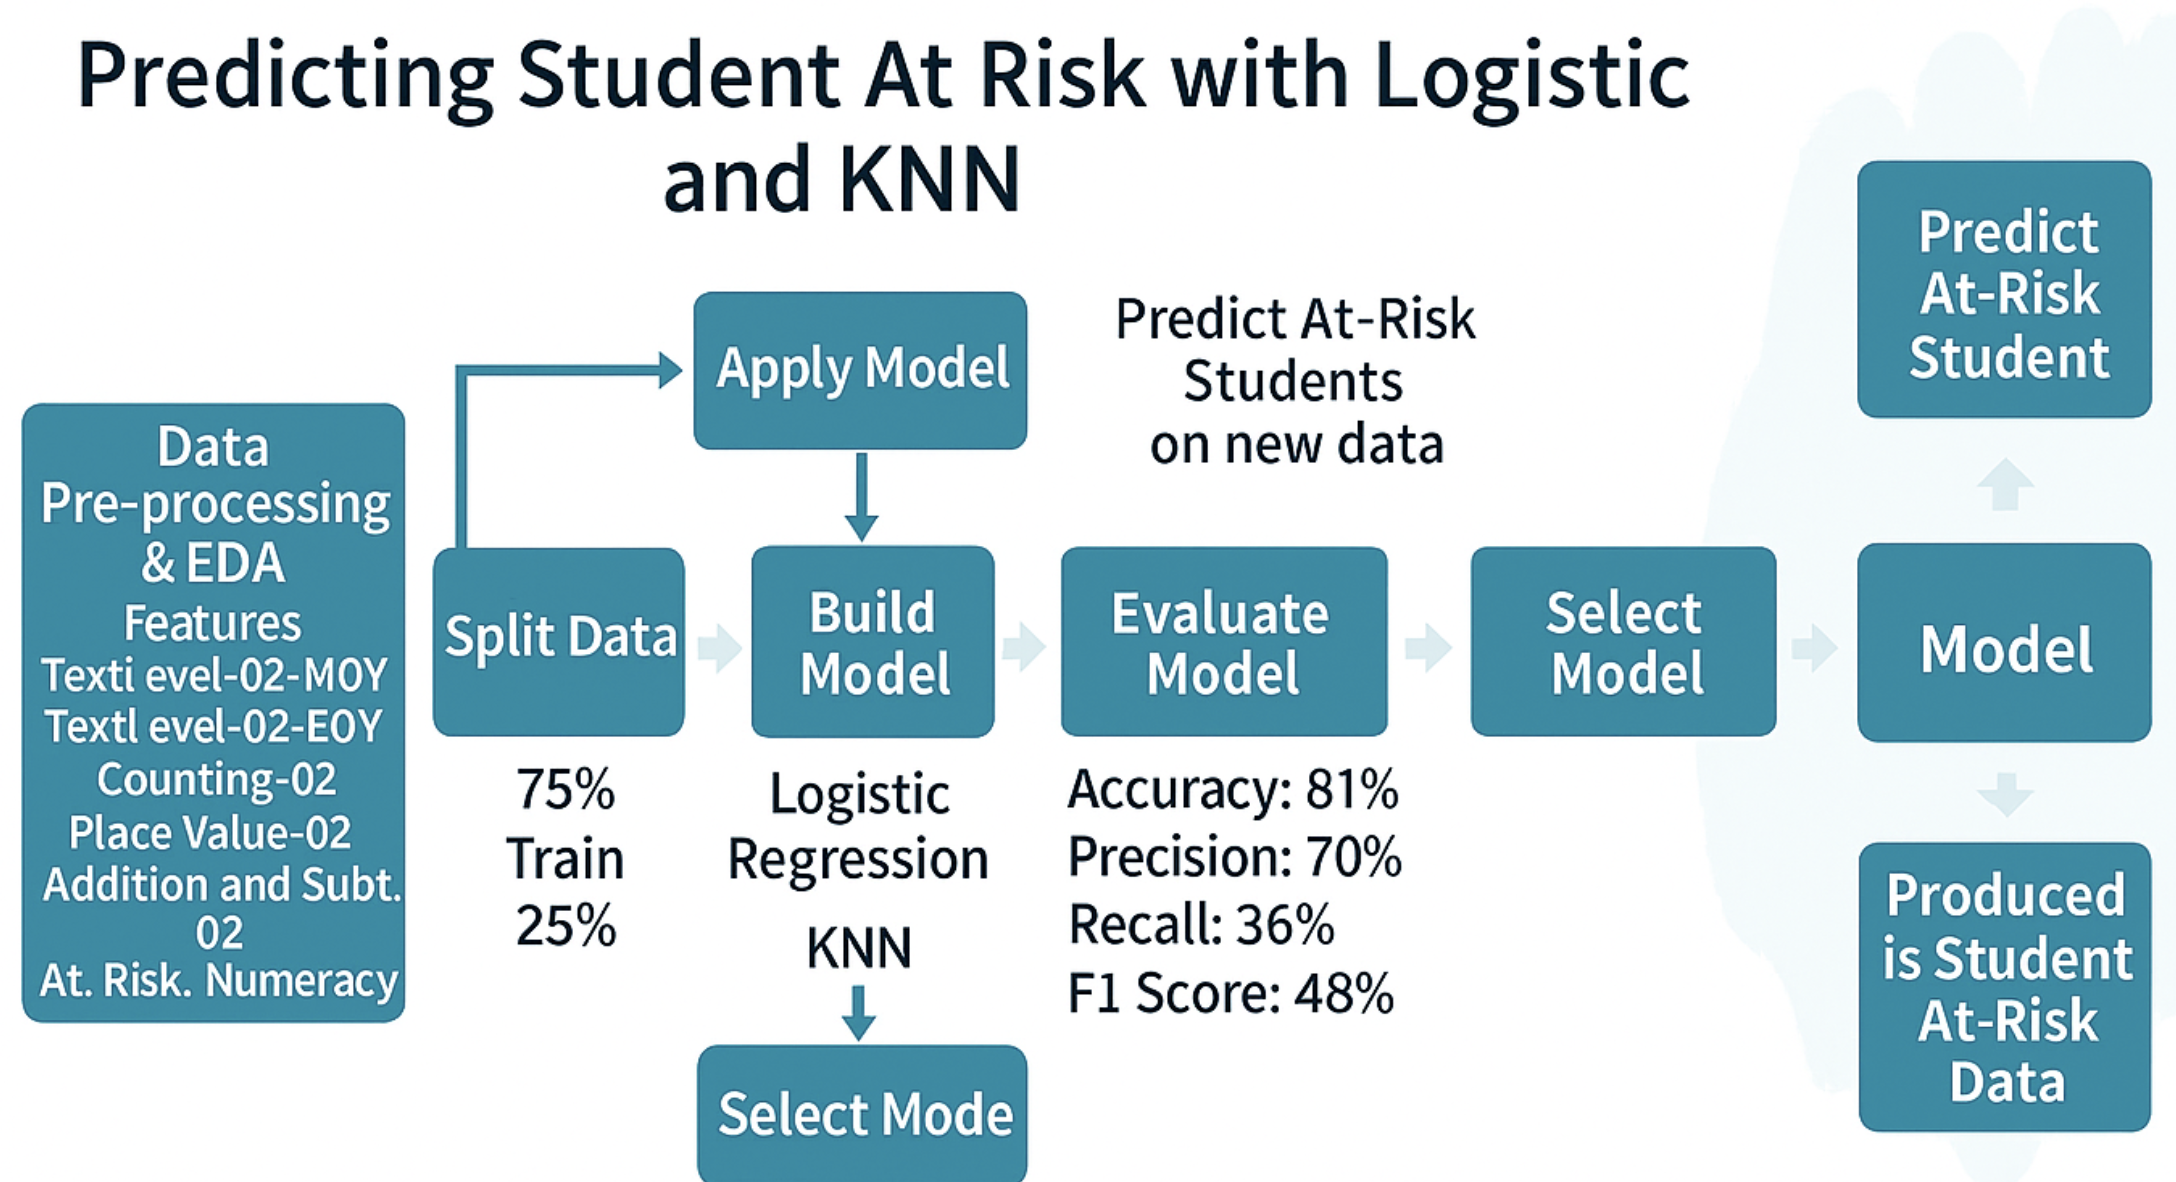 Predicting Student At Risk with Logistic
and KNN
Data
Pre-processing
& EDA
Features
Texti evel-02-MOY
Textl evel-02-EOY
Counting-02
Place Value-02
Addition and Subt.
02
At. Risk. Numeracy
Split Data
75%
Train
25%
Apply Model
Build
Model
Logistic
Regression
KNN
Select Mode
Predict At-Risk
Students
on new data
Evaluate
Model
Accuracy: 81%
Precision: 70%
Recall: 36%
F1 Score: 48%
Select
Model
Predict
At-Risk
Student
Model
Produced
is Student
At-Risk
Data